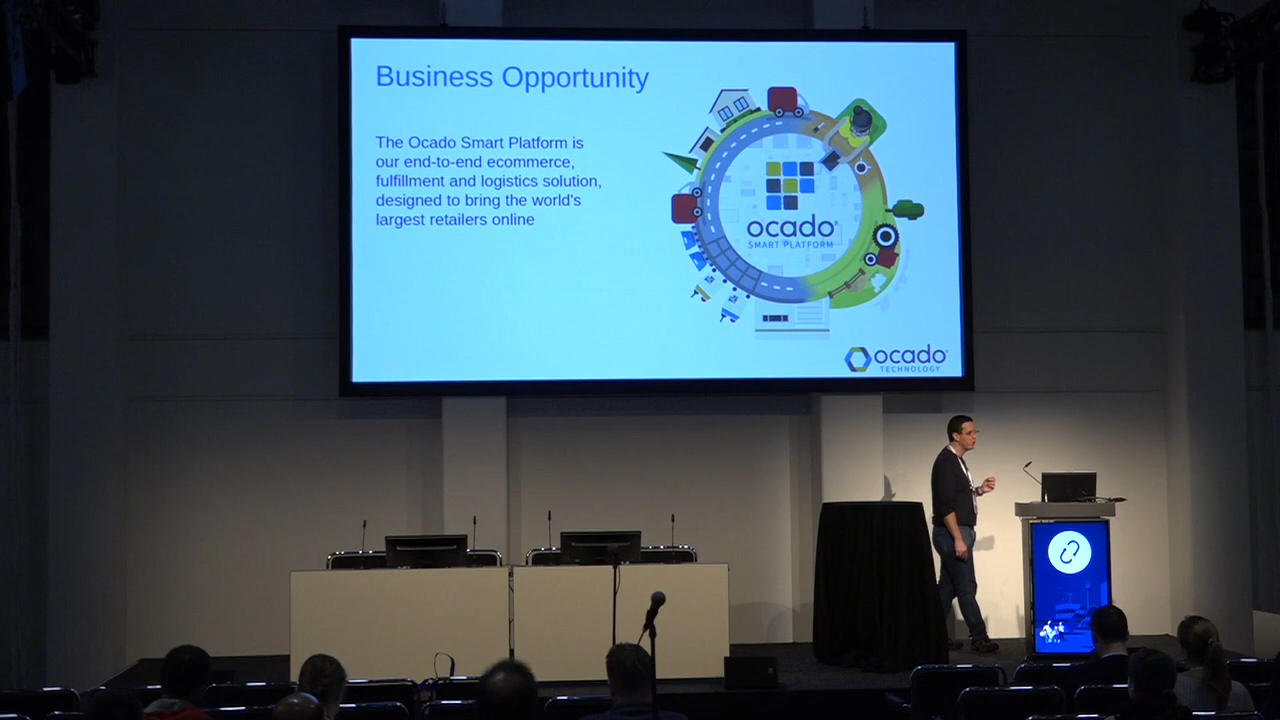 Business Opportunity
The Ocado Smart Platform is
our end-to-end ecommerce,
fulfillment and logistics solution,
designed to bring the world's
largest retailers online
ocado
SMART PLATFORM
ocado
TECHNOLOGY